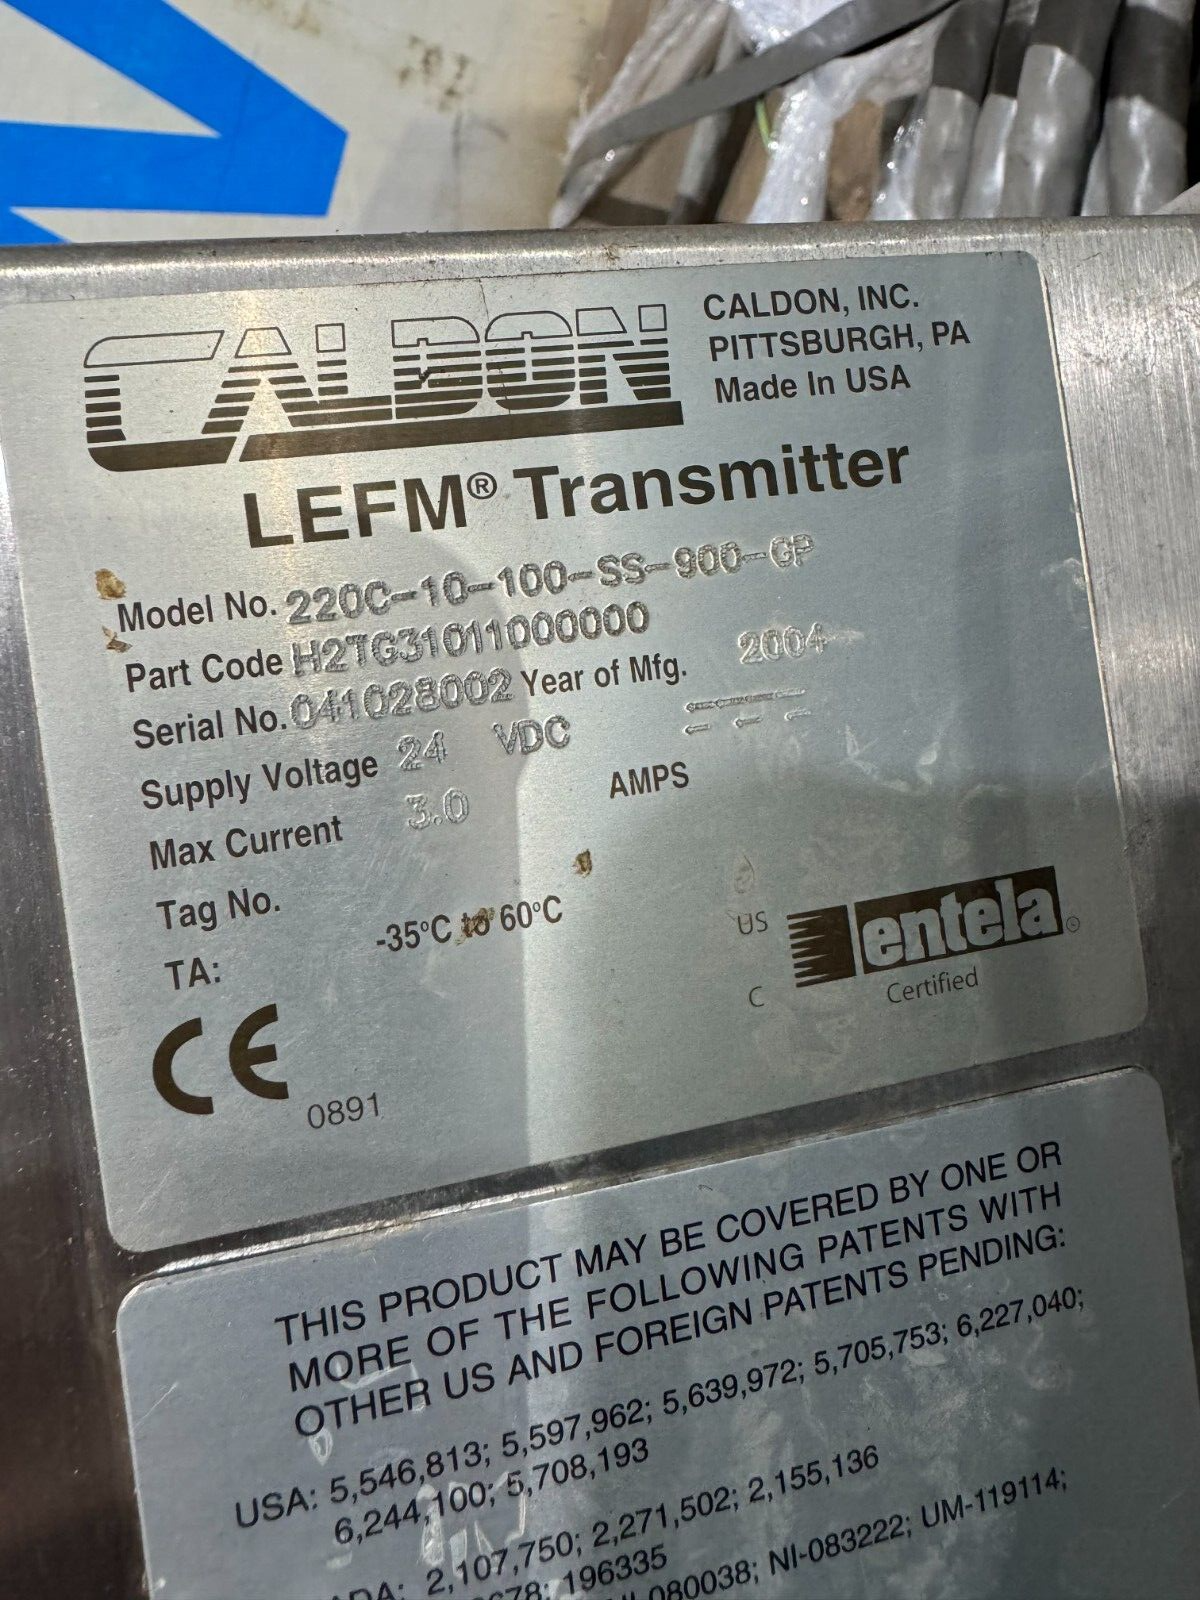 CALDON
CALDON, INC.
PITTSBURGH, PA
Made In USA
LEFM® Transmitter
Model No. 220C-10-100-SS-900-GP
Part Code H2TG31011000000
Serial No. 041028002 Year of Mfg. 2004
Supply Voltage 24 VDC
Max Current 3.0 AMPS
Tag No.
TA: -35°C to 60°C
CE
0891
US
C
entela®
Certified
THIS PRODUCT MAY BE COVERED BY ONE OR
MORE OF THE FOLLOWING PATENTS WITH
OTHER US AND FOREIGN PATENTS PENDING:
USA: 5,546,813; 5,597,962; 5,639,972; 5,705,753; 6,227,040;
6,244,100; 5,708,193
2,107,750; 2,271,502; 2,155,136
196335
NI-083222; UM-119114;